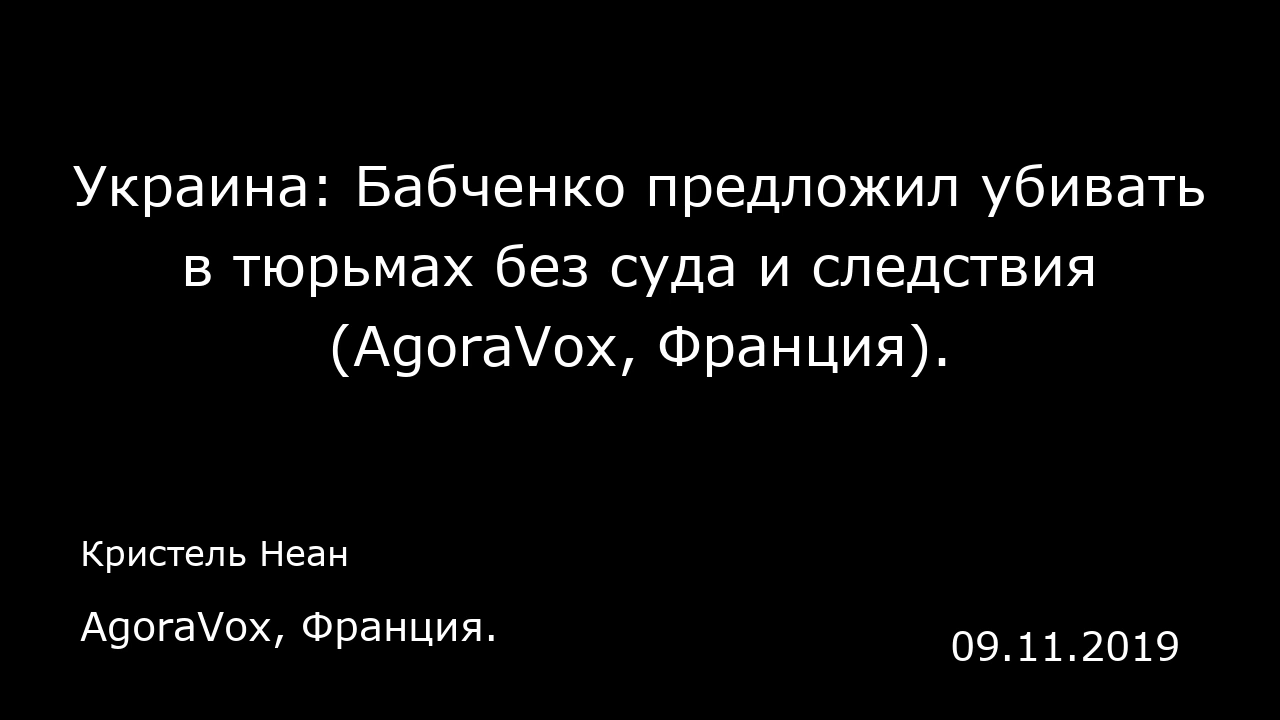 Украина: Бабченко предложил убивать
в тюрьмах без суда и следствия
(AgoraVox, Франция).
Кристель Неан
AgoraVox, Франция.
09.11.2019